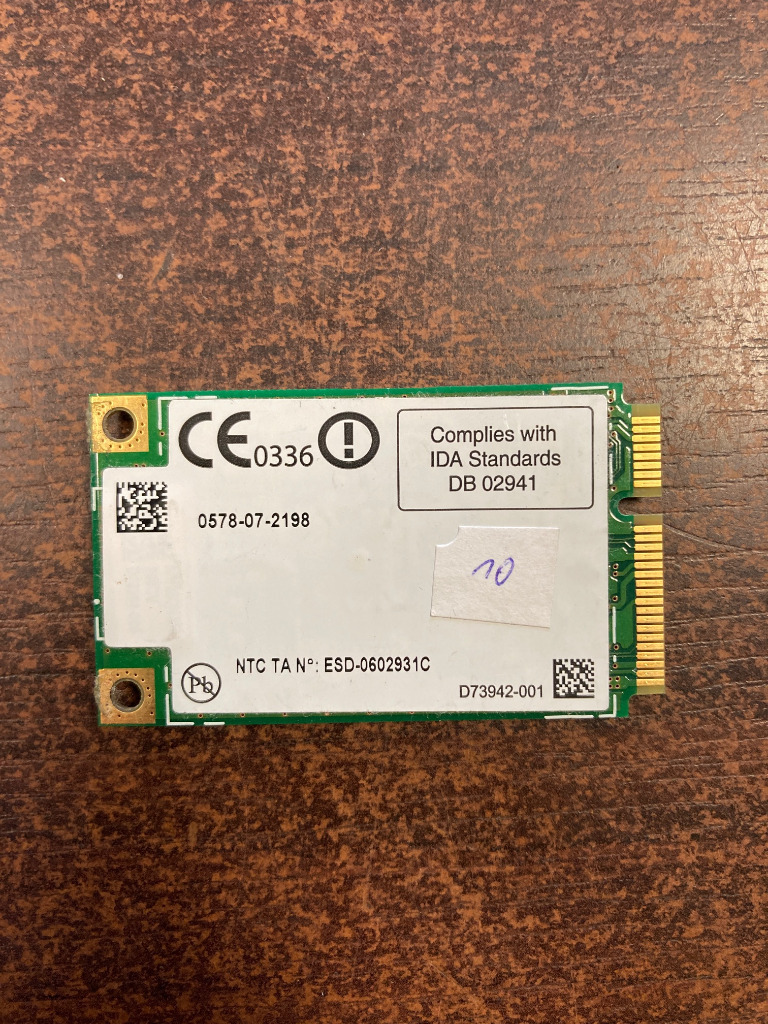 CE0336
Complies with
IDA Standards
DB 02941
0578-07-2198
10
NTC TA N°: ESD-0602931C
Pb
D73942-001